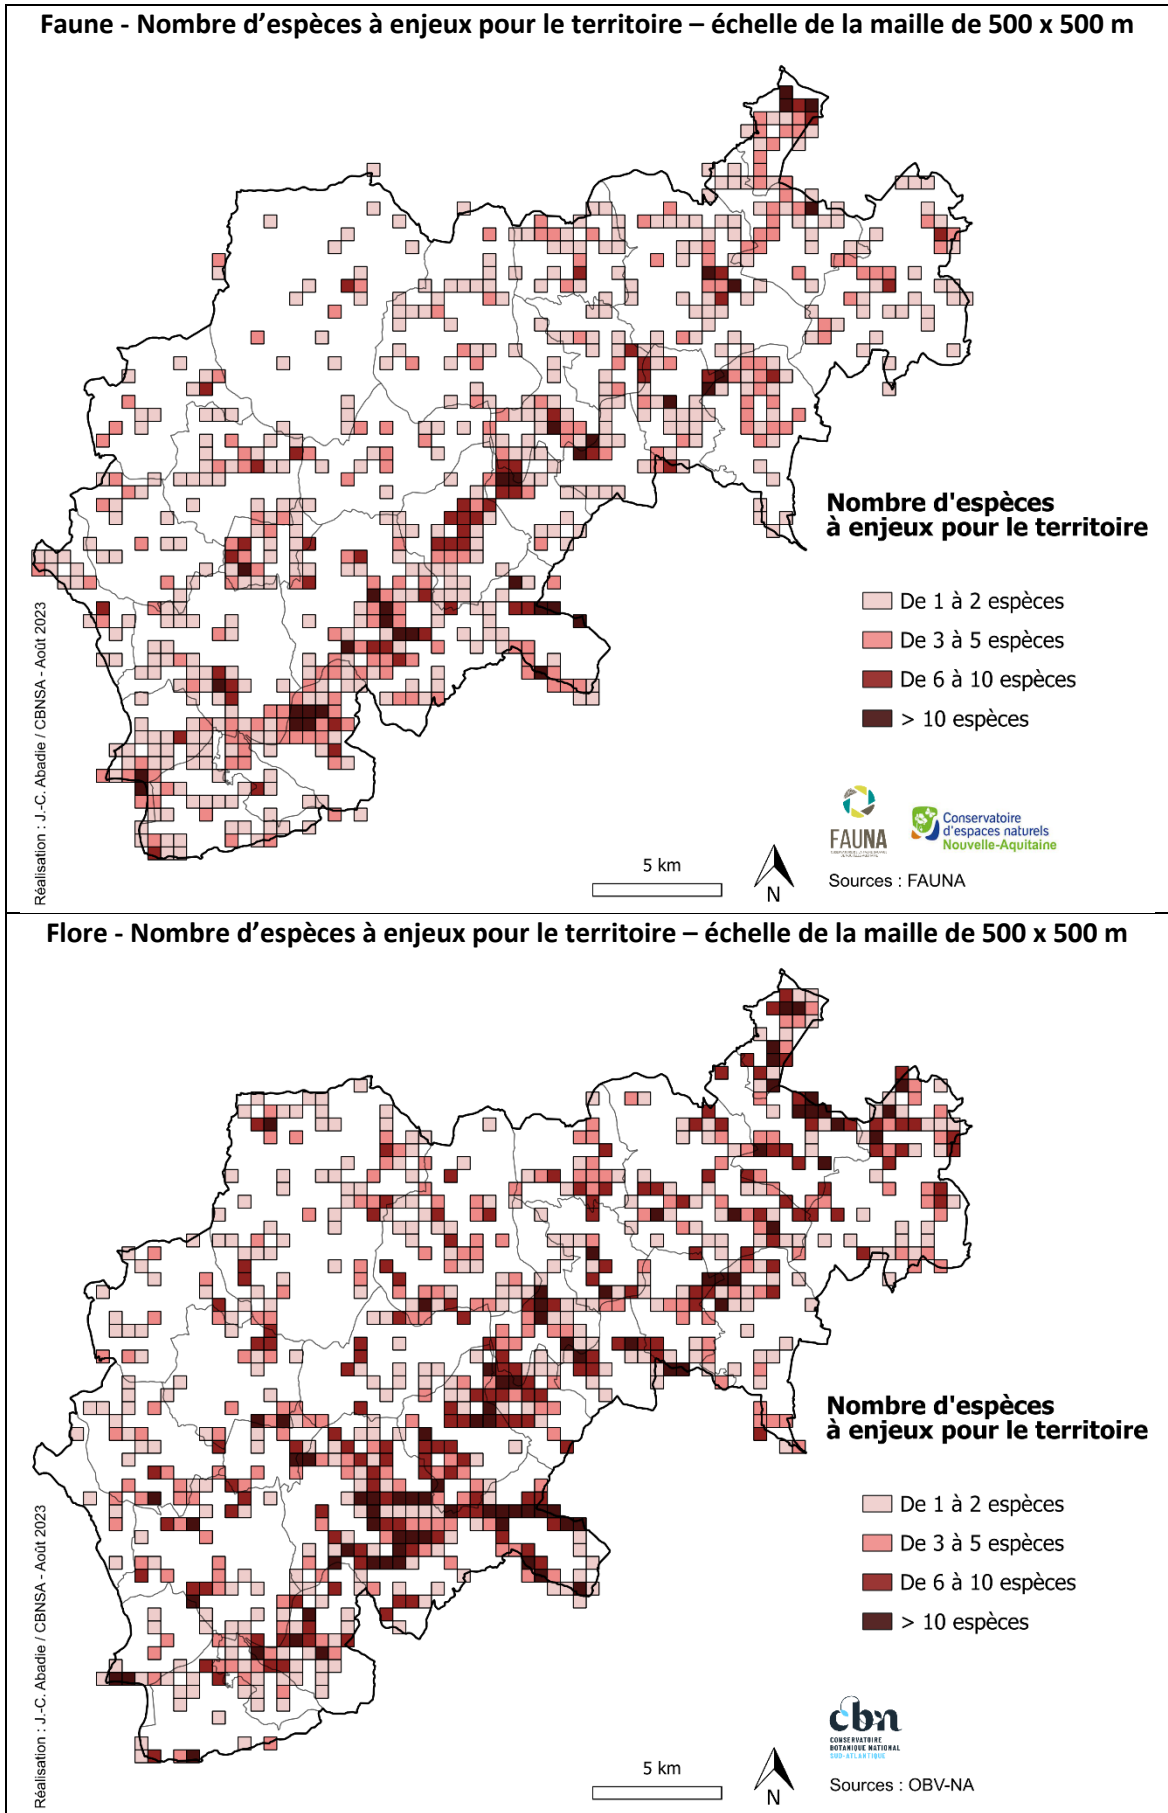 Faune - Nombre d’espèces à enjeux pour le territoire – échelle de la maille de 500 x 500 m
Nombre d'espèces
à enjeux pour le territoire
De 1 à 2 espèces
De 3 à 5 espèces
De 6 à 10 espèces
> 10 espèces
Réalisation : J.-C. Abadie / CBNSA - Août 2023
5 km
N
FAUNA
Conservatoire
d'espaces naturels
Nouvelle-Aquitaine
Sources : FAUNA
Flore - Nombre d’espèces à enjeux pour le territoire – échelle de la maille de 500 x 500 m
Nombre d'espèces
à enjeux pour le territoire
De 1 à 2 espèces
De 3 à 5 espèces
De 6 à 10 espèces
> 10 espèces
Réalisation : J.-C. Abadie / CBNSA - Août 2023
5 km
N
cbn
CONSERVATOIRE
BOTANIQUE NATIONAL
SUD-ATLANTIQUE
Sources : OBV-NA